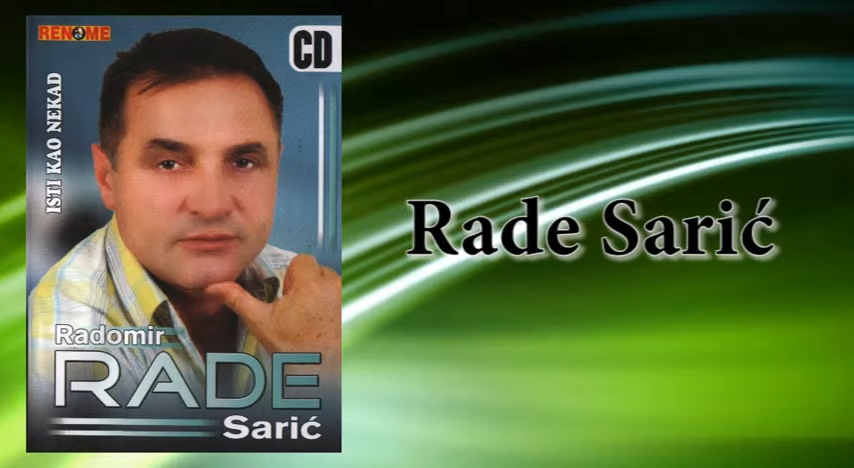 RENOME
CD
ISTI KAO NEKAD
Radomir
RADE
Sarić
Rade Sarić